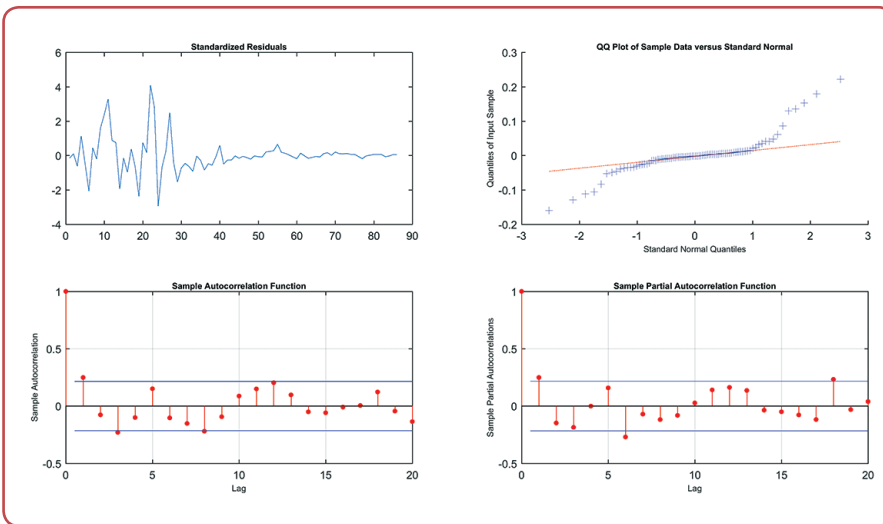 Standardized Residuals
6
4
2
0
-2
-4
0 10 20 30 40 50 60 70 80 90
QQ Plot of Sample Data versus Standard Normal
Quantiles of Input Sample
0.3
0.2
0.1
0
-0.1
-0.2
-3 -2 -1 0 1 2 3
Standard Normal Quantiles
Sample Autocorrelation Function
Sample Autocorrelation
1
0.5
0
-0.5
0 5 10 15 20
Lag
Sample Partial Autocorrelation Function
Sample Partial Autocorrelations
1
0.5
0
-0.5
0 5 10 15 20
Lag